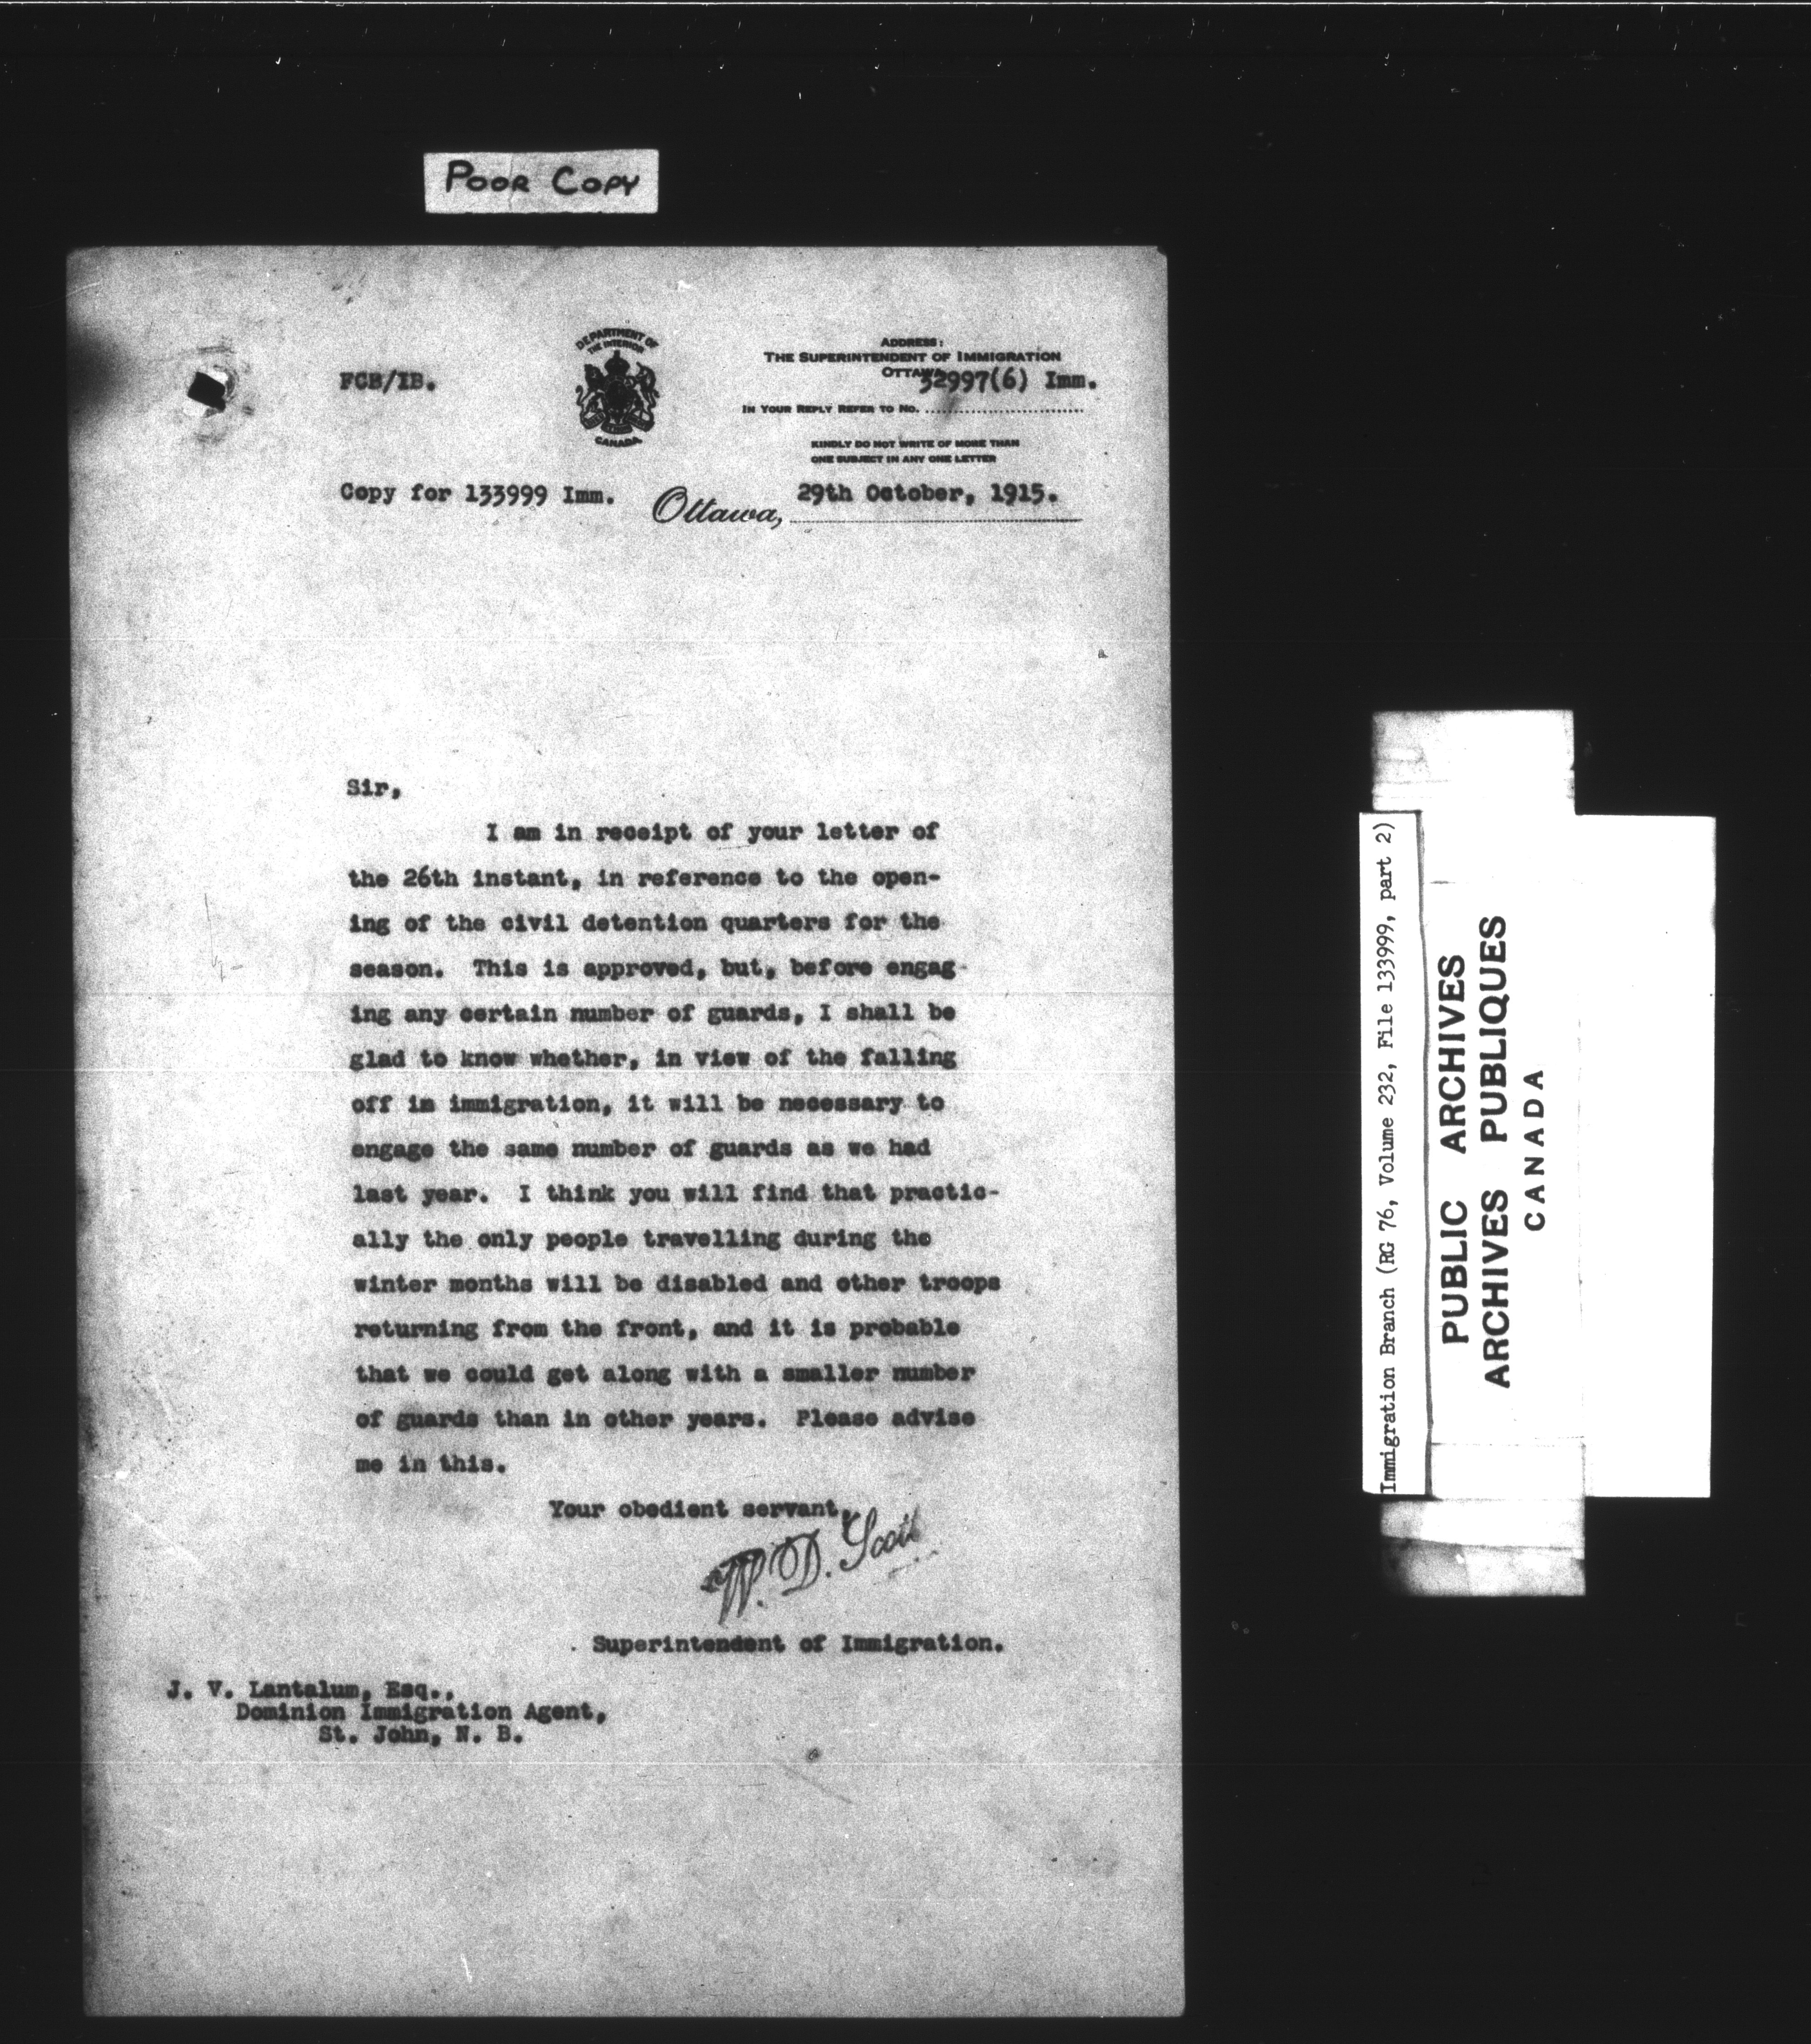 POOR COPY
FCB/IB.
DEPARTMENT OF
THE INTERIOR
CANADA
ADDRESS:
THE SUPERINTENDENT OF IMMIGRATION
OTTAWA
32997(6) Imm.
IN YOUR REPLY REFER TO NO.
KINDLY DO NOT WRITE OF MORE THAN
ONE SUBJECT IN ANY ONE LETTER
Copy for 133999 Imm.
Ottawa, 29th October, 1915.
Sir,
I am in receipt of your letter of
the 26th instant, in reference to the open-
ing of the civil detention quarters for the
season. This is approved, but, before engag-
ing any certain number of guards, I shall be
glad to know whether, in view of the falling
off in immigration, it will be necessary to
engage the same number of guards as we had
last year. I think you will find that practic-
ally the only people travelling during the
winter months will be disabled and other troops
returning from the front, and it is probable
that we could get along with a smaller number
of guards than in other years. Please advise
me in this.
Your obedient servant,
W. D. Scott
Superintendent of Immigration.
J. V. Lantalum, Esq.,
Dominion Immigration Agent,
St. John, N. B.
Immigration Branch (RG 76, Volume 232, File 133999, part 2)
PUBLIC ARCHIVES
ARCHIVES PUBLIQUES
CANADA